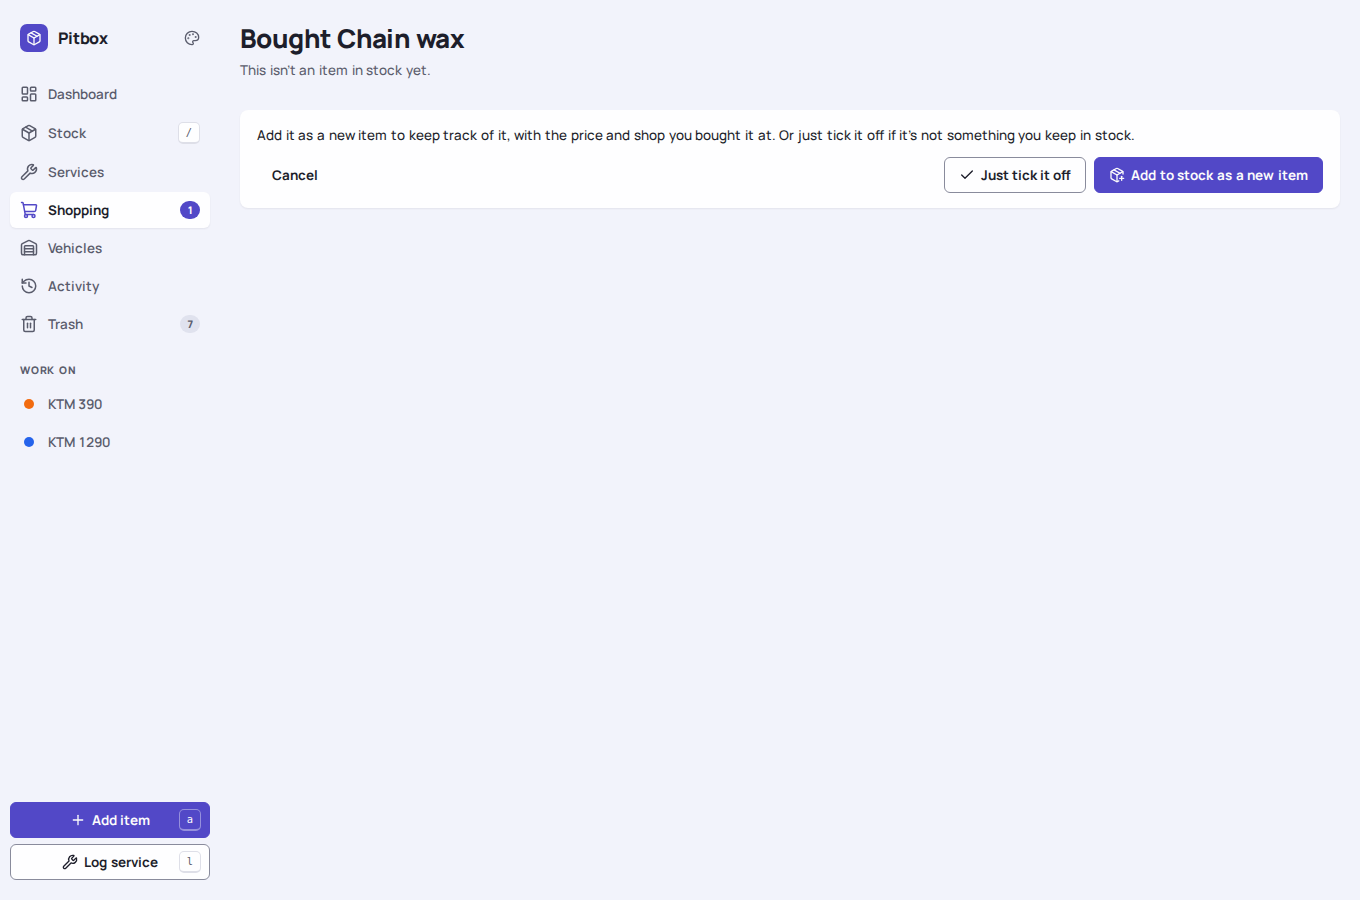 Pitbox
Dashboard
Stock /
Services
Shopping 1
Vehicles
Activity
Trash 7
WORK ON
KTM 390
KTM 1290
Add item a
Log service l
Bought Chain wax
This isn't an item in stock yet.
Add it as a new item to keep track of it, with the price and shop you bought it at. Or just tick it off if it's not something you keep in stock.
Cancel
Just tick it off
Add to stock as a new item